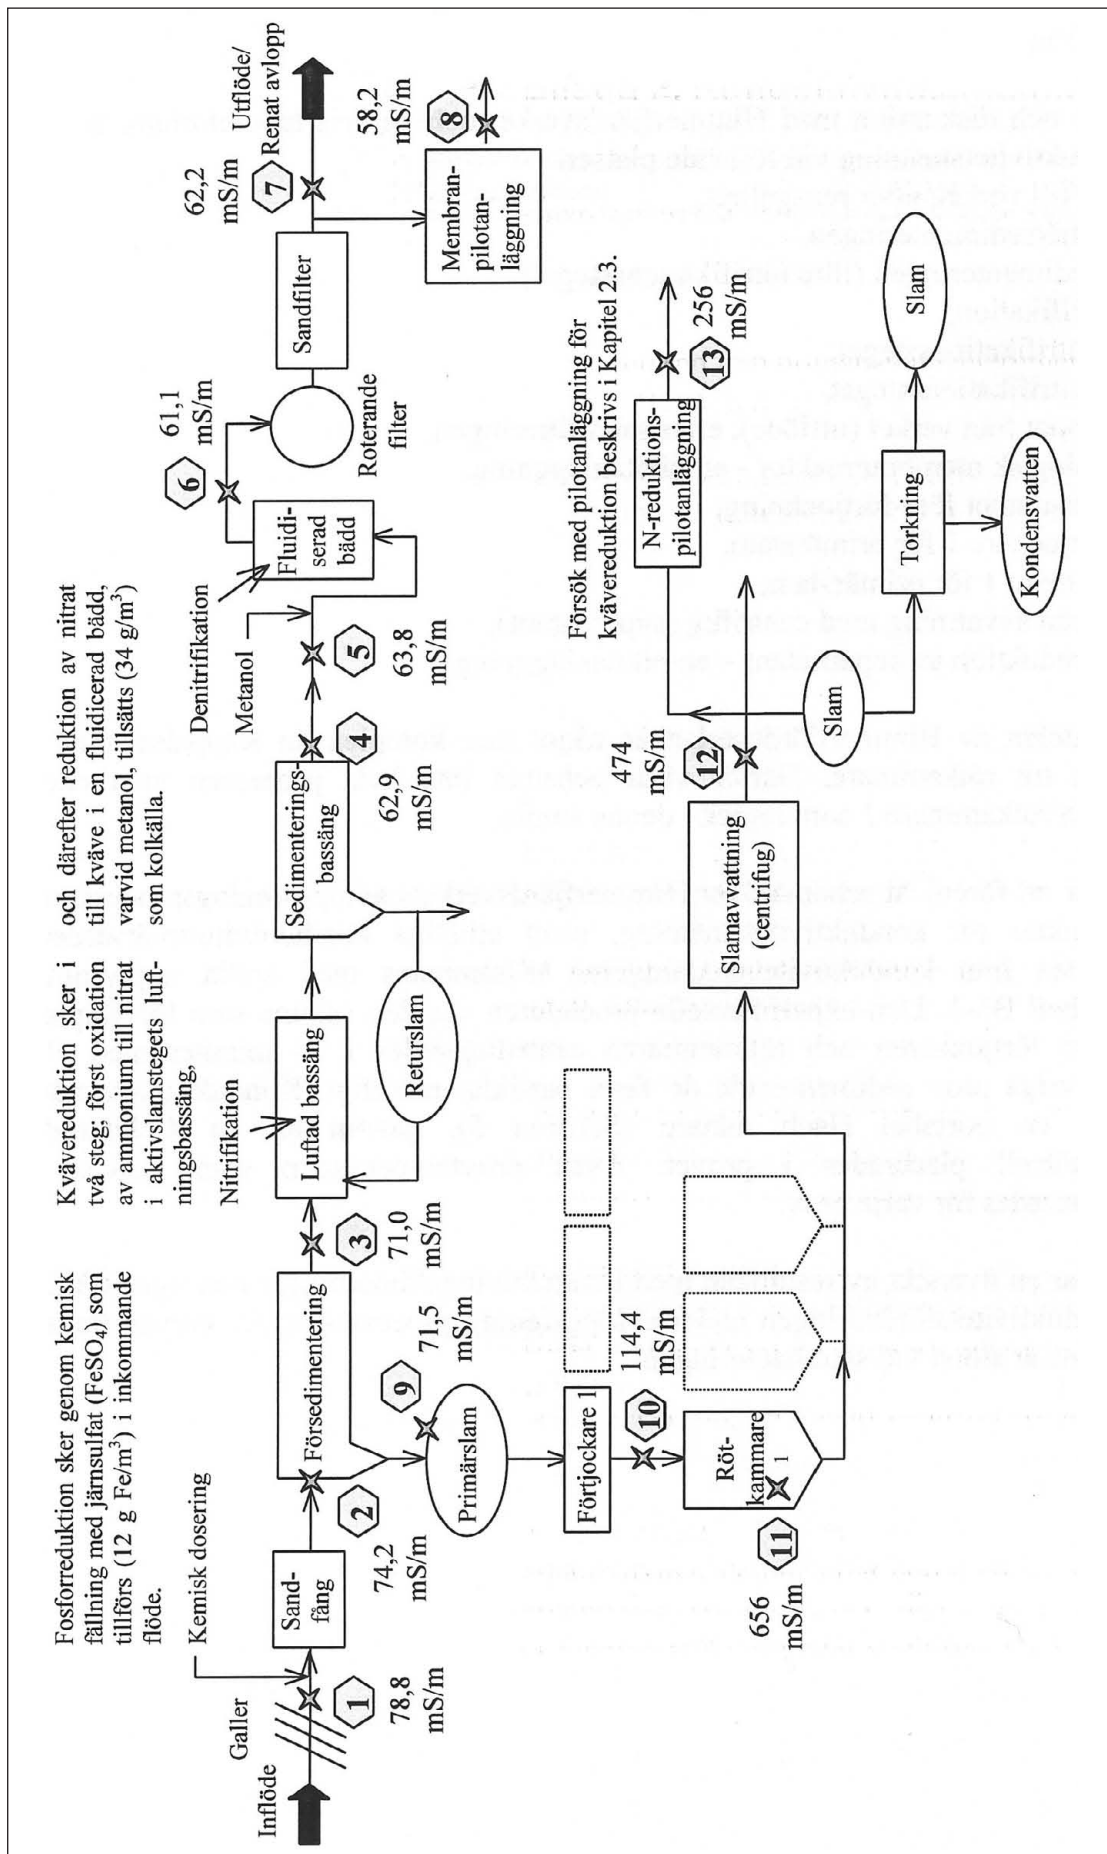 Fosforreduktion sker genom kemisk
fällning med järnsulfat (FeSO₄) som
tillförs (12 g Fe/m³) i inkommande
flöde.
Kvävereduktion sker i
två steg; först oxidation
av ammonium till nitrat
i aktivslamstegets luft-
ningsbassäng,
och därefter reduktion av nitrat
till kväve i en fluidicerad bädd,
varvid metanol, tillsätts (34 g/m³)
som kolkälla.
Inflöde
Galler
Kemisk dosering
1
78,8
mS/m
Sand-
fång
2
74,2
mS/m
Försedimentering
3
71,0
mS/m
Nitrifikation
Luftad bassäng
Returslam
Sedimenterings-
bassäng
4
62,9
mS/m
5
63,8
mS/m
Metanol
Denitrifikation
Fluidi-
serad
bädd
6
61,1
mS/m
Roterande
filter
Sandfilter
62,2
mS/m
7
Utflöde/
Renat avlopp
Membran-
pilotan-
läggning
58,2
mS/m
8
9
71,5
mS/m
Primärslam
Förtjockare 1
10
114,4
mS/m
Röt-
kammare
1
11
656
mS/m
Slamavvattning
(centrifug)
474
mS/m
12
Slam
Försök med pilotanläggning för
kvävereduktion beskrivs i Kapitel 2.3.
N-reduktions-
pilotanläggning
13
256
mS/m
Torkning
Kondensvatten
Slam